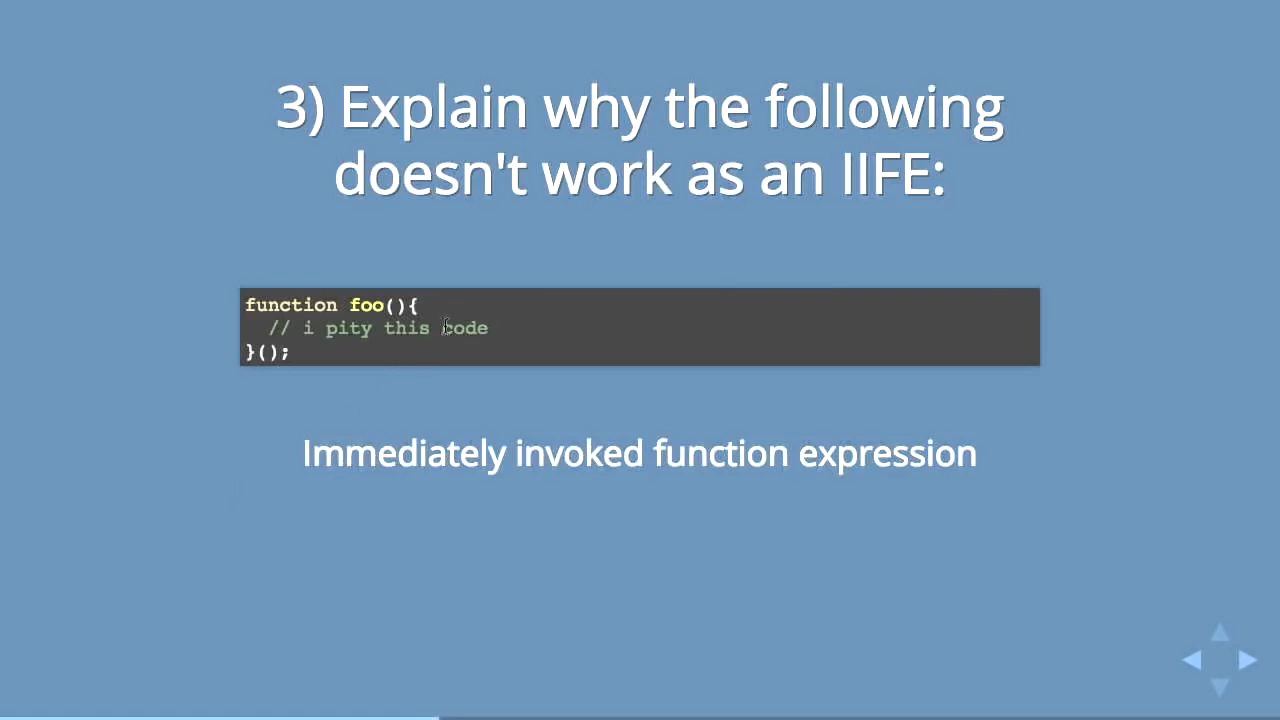 3) Explain why the following
doesn't work as an IIFE:
function foo(){
// i pity this code
}();
Immediately invoked function expression